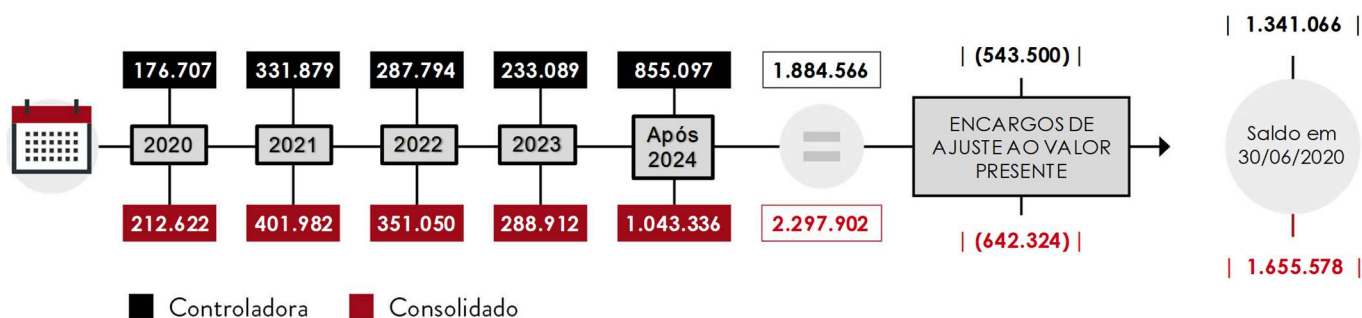 | 1.341.066 |
176.707 331.879 287.794 233.089 855.097 1.884.566 | (543.500) |
2020 2021 2022 2023 Após
2024
ENCARGOS DE
AJUSTE AO VALOR
PRESENTE
Saldo em
30/06/2020
212.622 401.982 351.050 288.912 1.043.336 2.297.902 | (642.324) |
| 1.655.578 |
Controladora Consolidado